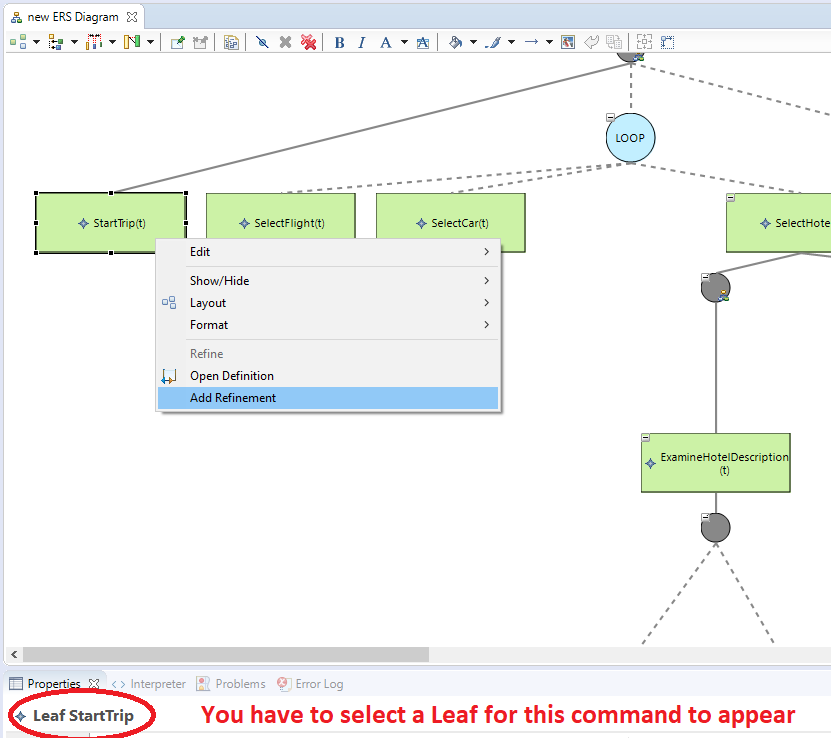 new ERS Diagram
B I A A
LOOP
StartTrip(t)
SelectFlight(t)
SelectCar(t)
SelectHote
Edit
Show/Hide
Layout
Format
Refine
Open Definition
Add Refinement
ExamineHotelDescription
(t)
Properties
Interpreter
Problems
Error Log
Leaf StartTrip
You have to select a Leaf for this command to appear